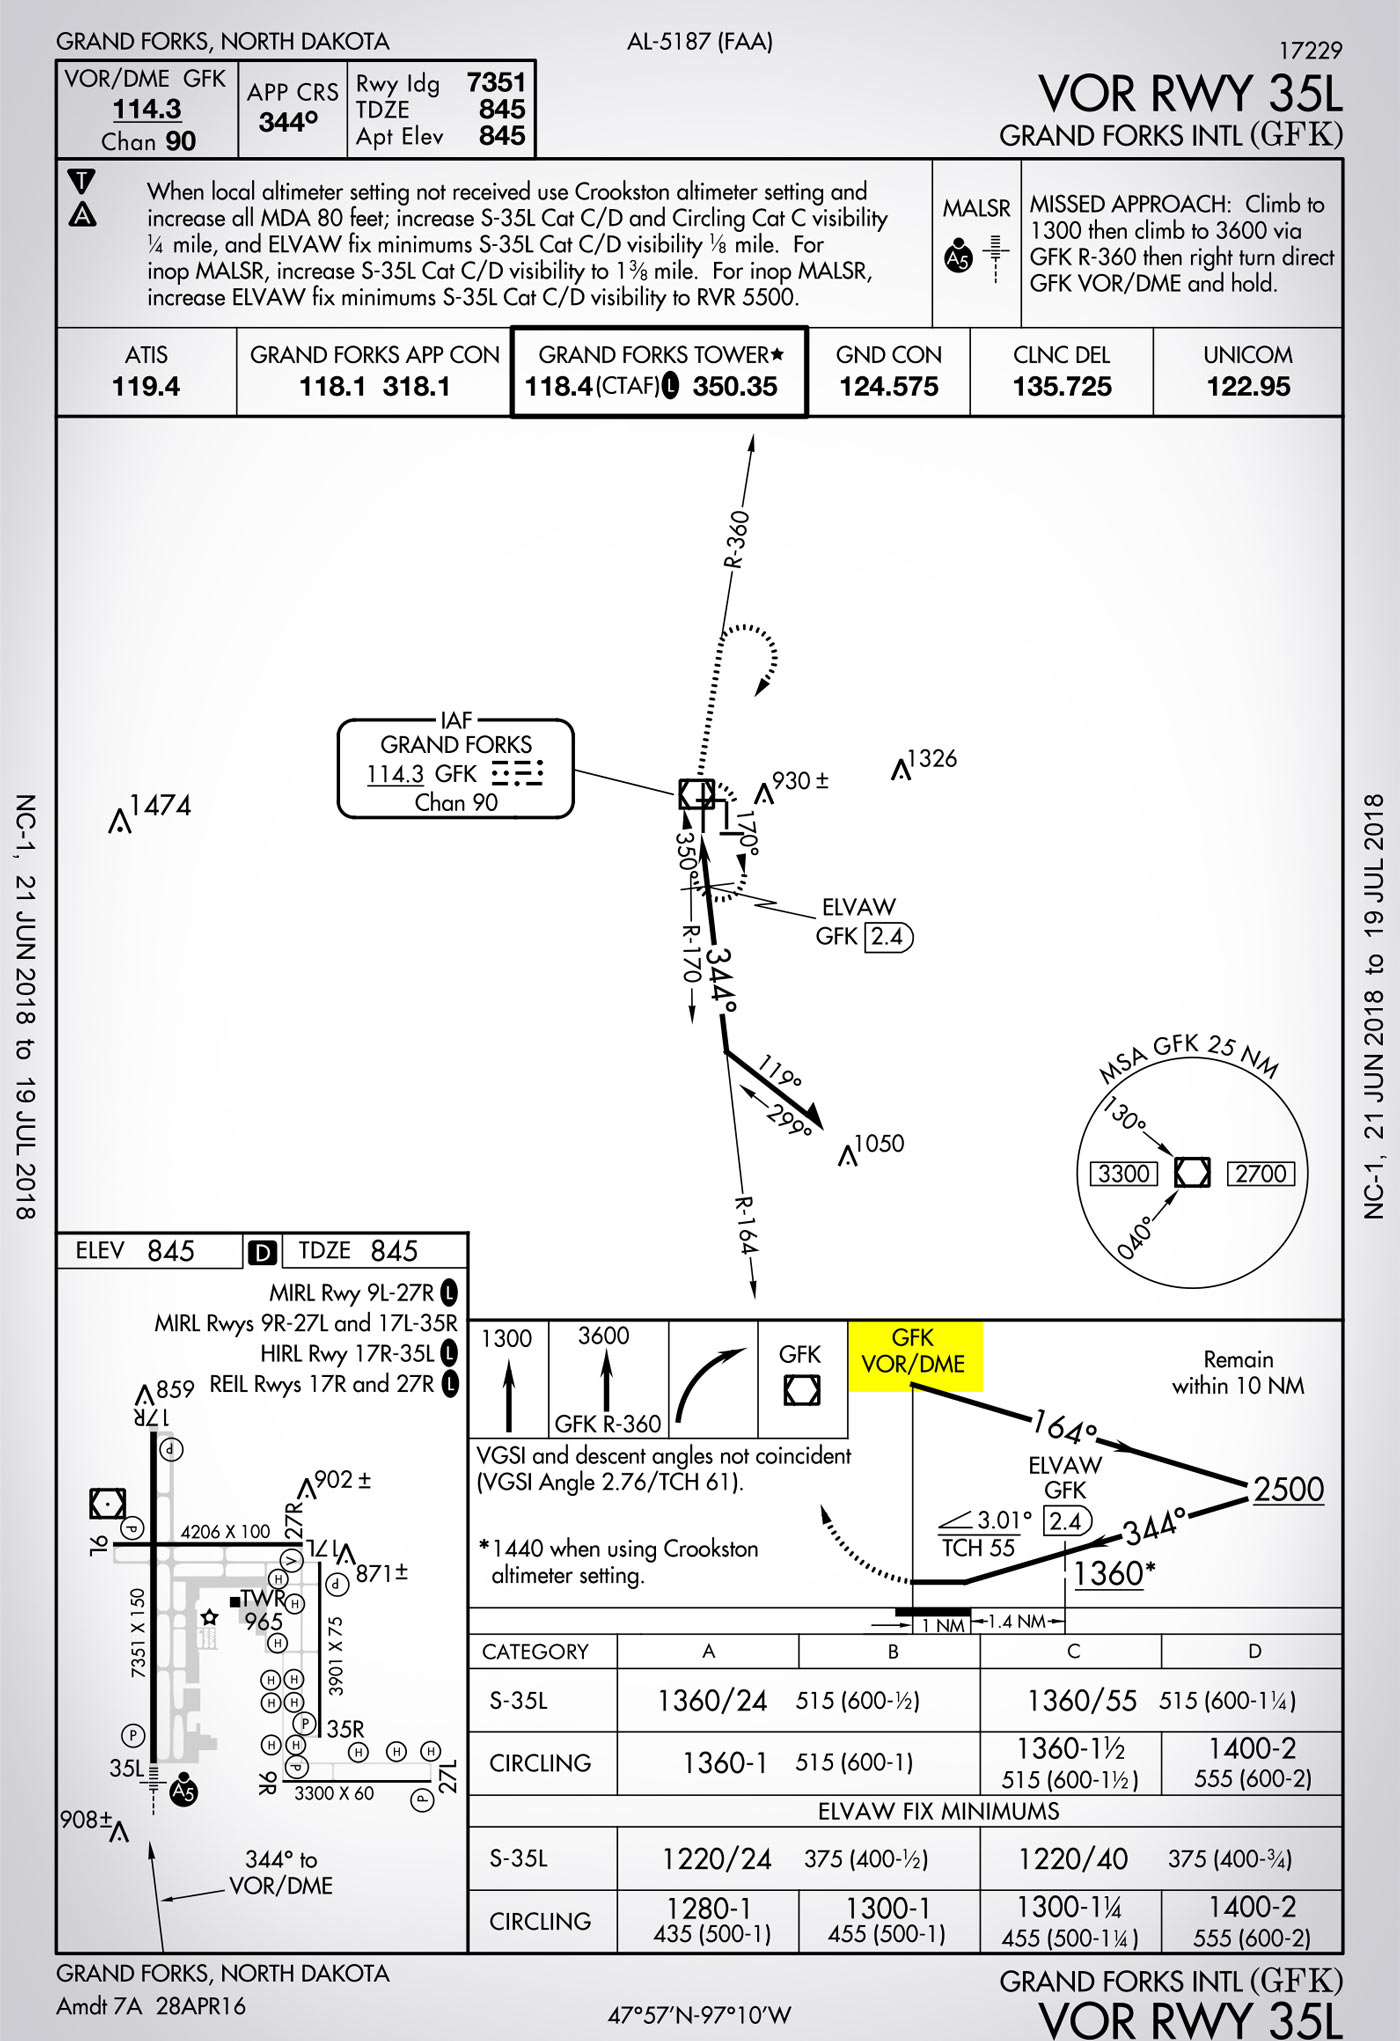 GRAND FORKS, NORTH DAKOTA
AL-5187 (FAA)
17229
VOR/DME GFK
114.3
Chan 90
APP CRS
344°
Rwy ldg 7351
TDZE 845
Apt Elev 845
VOR RWY 35L
GRAND FORKS INTL (GFK)
T
A
When local altimeter setting not received use Crookston altimeter setting and
increase all MDA 80 feet; increase S-35L Cat C/D and Circling Cat C visibility
¼ mile, and ELVAW fix minimums S-35L Cat C/D visibility ⅛ mile. For
inop MALSR, increase S-35L Cat C/D visibility to 1⅜ mile. For inop MALSR,
increase ELVAW fix minimums S-35L Cat C/D visibility to RVR 5500.
MALSR
A5
MISSED APPROACH: Climb to
1300 then climb to 3600 via
GFK R-360 then right turn direct
GFK VOR/DME and hold.
ATIS
119.4
GRAND FORKS APP CON
118.1 318.1
GRAND FORKS TOWER★
118.4 (CTAF) L 350.35
GND CON
124.575
CLNC DEL
135.725
UNICOM
122.95
R-360
IAF
GRAND FORKS
114.3 GFK
Chan 90
1474
930 ±
1326
170°
350°
R-170
344°
ELVAW
GFK 2.4
119°
299°
1050
R-164
MSA GFK 25 NM
130°
3300
2700
040°
NC-1, 21 JUN 2018 to 19 JUL 2018
NC-1, 21 JUN 2018 to 19 JUL 2018
ELEV 845
D
TDZE 845
MIRL Rwy 9L-27R L
MIRL Rwys 9R-27L and 17L-35R
HIRL Rwy 17R-35L L
REIL Rwys 17R and 27R L
859
17R
P
902 ±
27R
P
9L
4206 X 100
17L
V
871±
H
P
TWR
965
H
H
7351 X 150
3901 X 75
H
H
H
H
P
P
35R
H
H
H
H
H
35L
P
A5
9R
3300 X 60
27L
P
908±
344° to
VOR/DME
1300
3600
GFK R-360
GFK
GFK
VOR/DME
Remain
within 10 NM
164°
VGSI and descent angles not coincident
(VGSI Angle 2.76/TCH 61).
ELVAW
GFK
2.4
2500
3.01°
TCH 55
344°
1360*
*1440 when using Crookston
altimeter setting.
1 NM
1.4 NM
CATEGORY A B C D
S-35L 1360/24 515 (600-½) 1360/55 515 (600-1¼)
CIRCLING 1360-1 515 (600-1) 1360-1½ 1400-2
515 (600-1½) 555 (600-2)
ELVAW FIX MINIMUMS
S-35L 1220/24 375 (400-½) 1220/40 375 (400-¾)
CIRCLING 1280-1 1300-1 1300-1¼ 1400-2
435 (500-1) 455 (500-1) 455 (500-1¼) 555 (600-2)
GRAND FORKS, NORTH DAKOTA
Amdt 7A 28APR16
47°57'N-97°10'W
GRAND FORKS INTL (GFK)
VOR RWY 35L